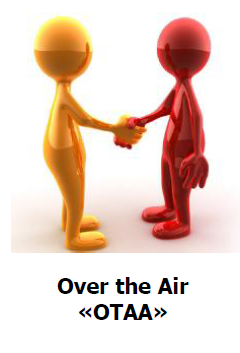 Over the Air
«OTAA»